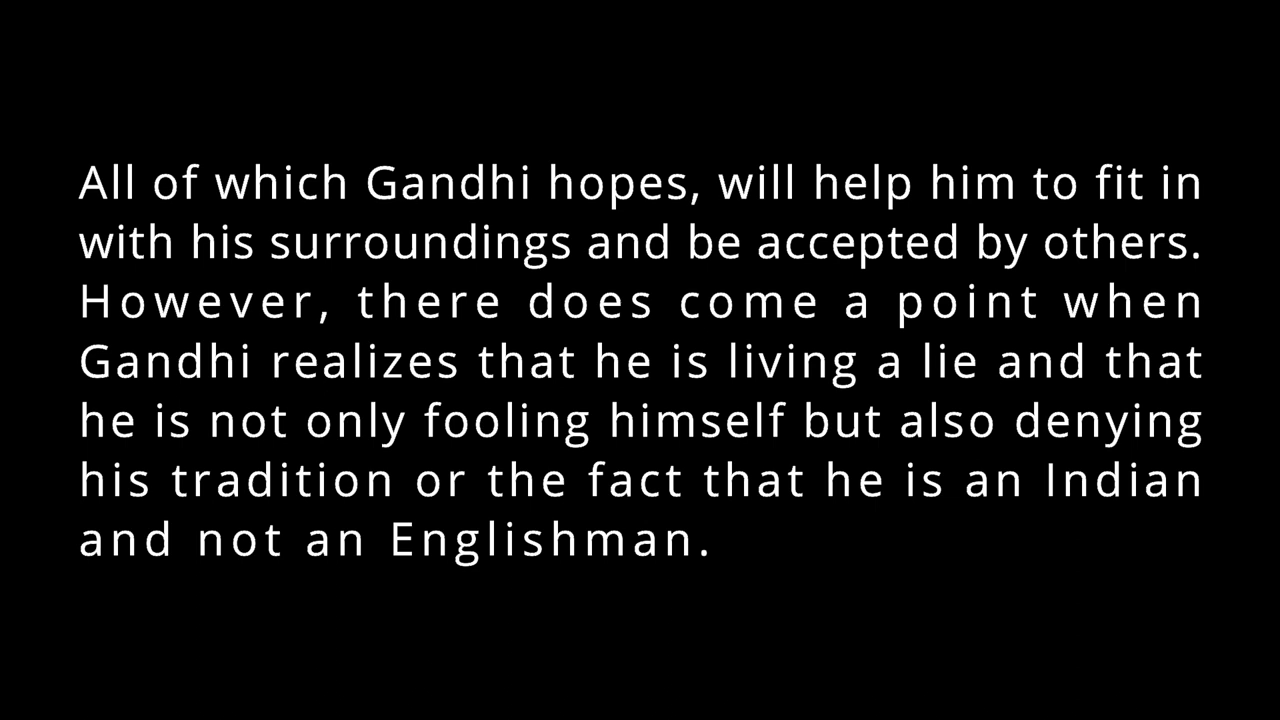 All of which Gandhi hopes, will help him to fit in
with his surroundings and be accepted by others.
However, there does come a point when
Gandhi realizes that he is living a lie and that
he is not only fooling himself but also denying
his tradition or the fact that he is an Indian
and not an Englishman.